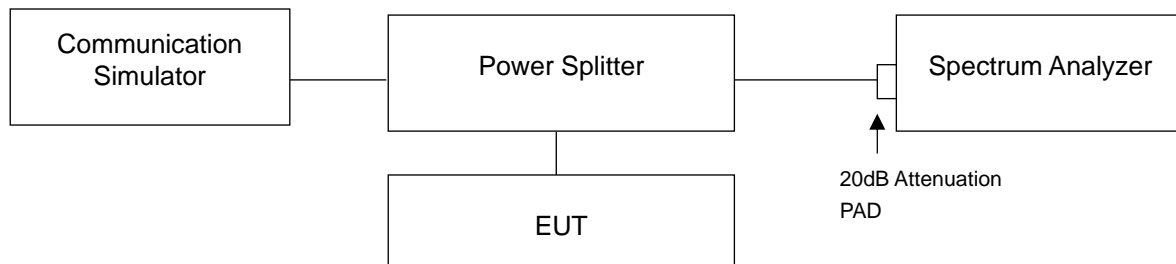 Communication
Simulator
Power Splitter
Spectrum Analyzer
20dB Attenuation
PAD
EUT